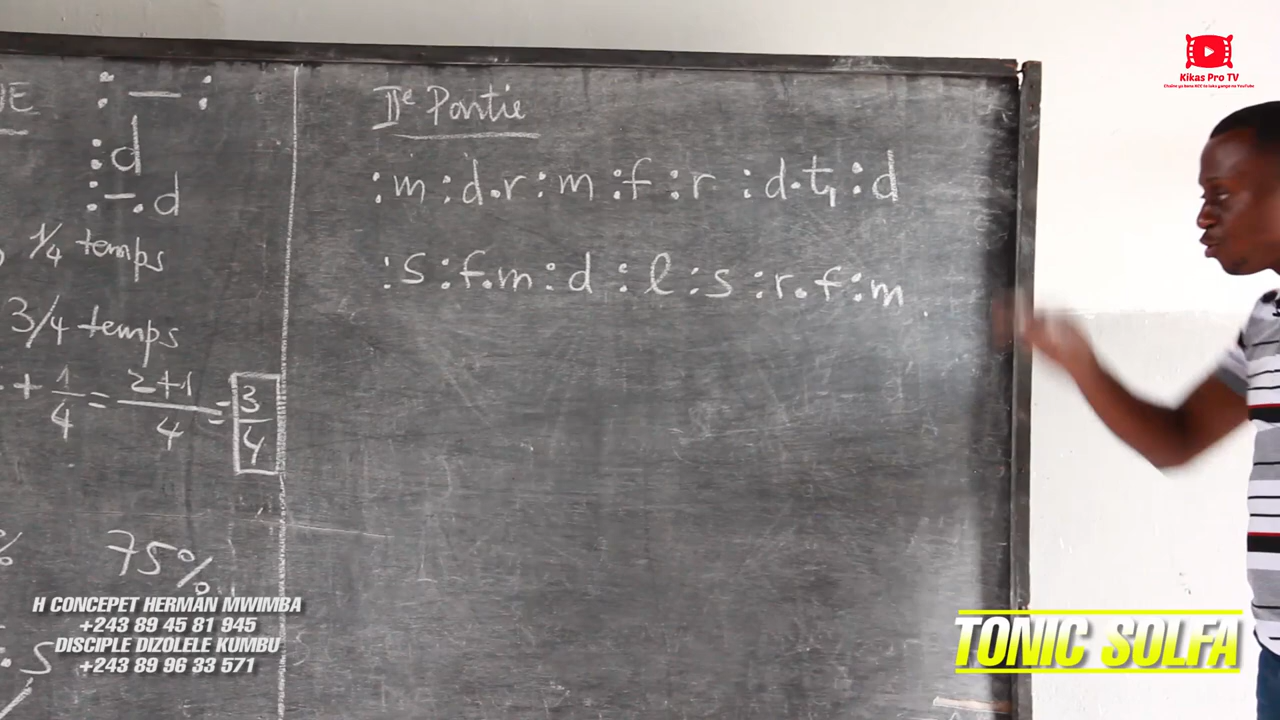 UE
: — :
:d
:-.d
1/4 temps
3/4 temps
+ 1/4 = 2+1/4 = 3/4
%
75%
: S
IIe Partie
:m :d.r :m :f :r :d.t, :d
:s :f.m :d :l :s :r.f :m
Kikas Pro TV
H CONCEPET HERMAN MWIMBA
+243 89 45 81 945
DISCIPLE DIZOLELE KUMBU
+243 89 96 33 571
TONIC SOLFA